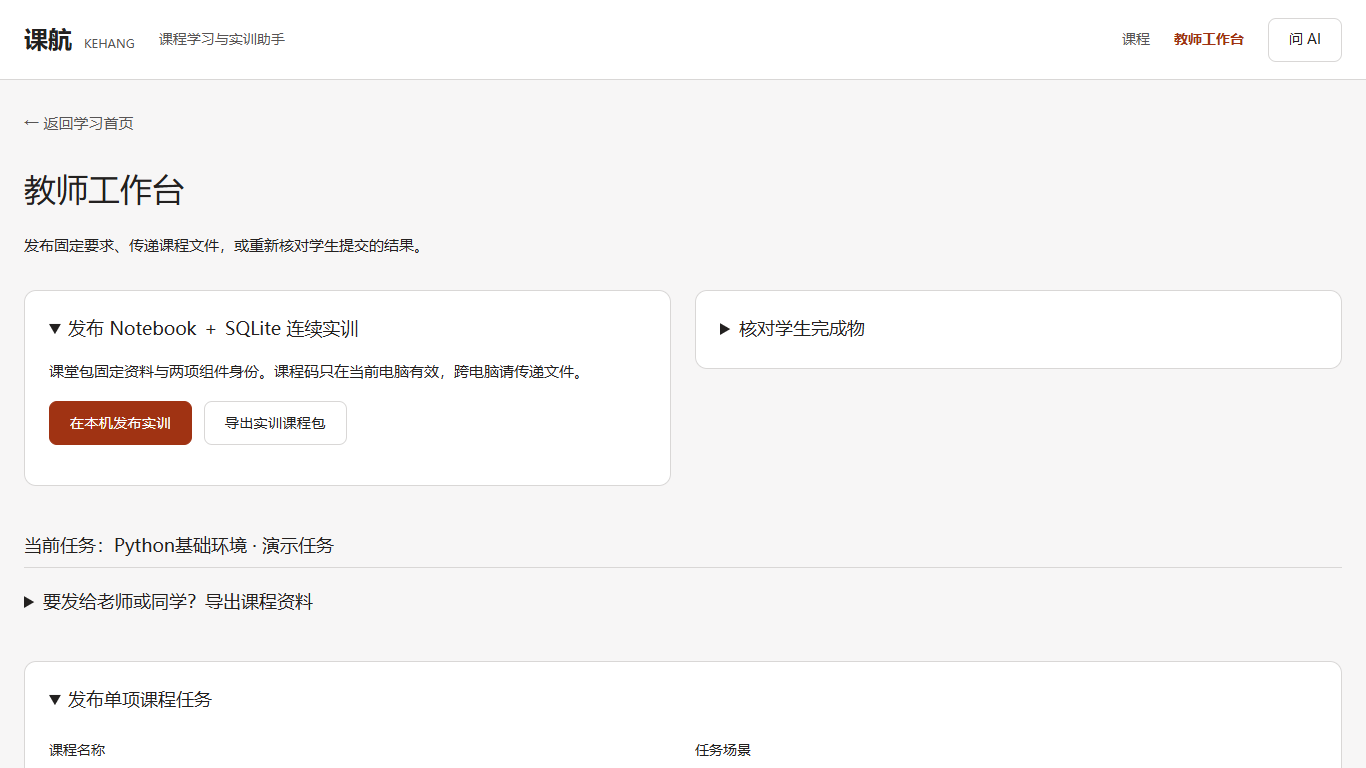 课航 KEHANG 课程学习与实训助手 课程 教师工作台 问 AI
← 返回学习首页
教师工作台
发布固定要求、传递课程文件，或重新核对学生提交的结果。
▼ 发布 Notebook + SQLite 连续实训
课堂包固定资料与两项组件身份。课程码只在当前电脑有效，跨电脑请传递文件。
在本机发布实训 导出实训课程包
▶ 核对学生完成物
当前任务：Python基础环境 · 演示任务
▶ 要发给老师或同学？导出课程资料
▼ 发布单项课程任务
课程名称 任务场景